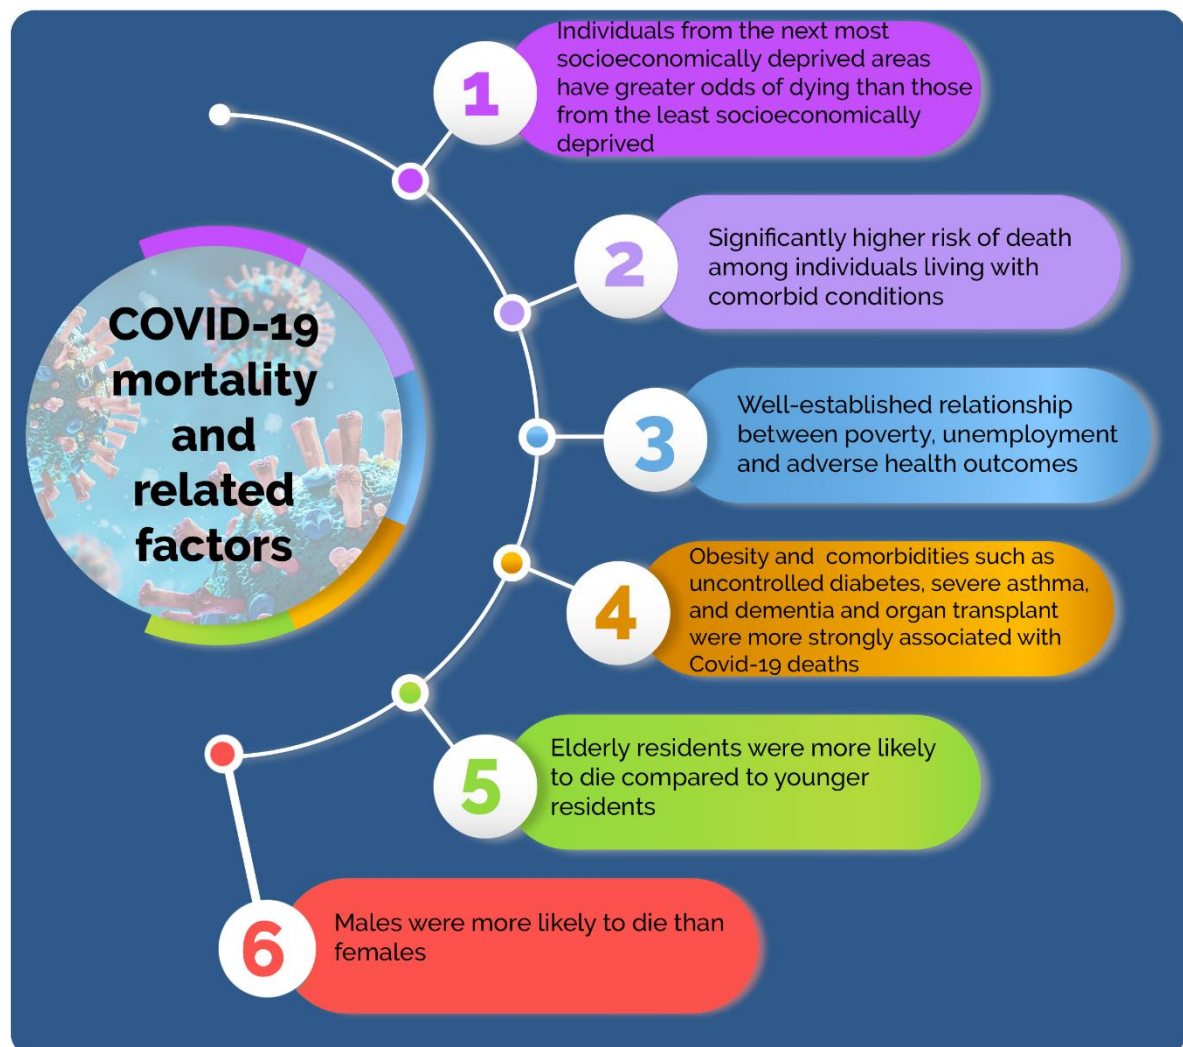 COVID-19
mortality
and
related
factors
1
Individuals from the next most
socioeconomically deprived areas
have greater odds of dying than those
from the least socioeconomically
deprived
2
Significantly higher risk of death
among individuals living with
comorbid conditions
3
Well-established relationship
between poverty, unemployment
and adverse health outcomes
4
Obesity and  comorbidities such as
uncontrolled diabetes, severe asthma,
and dementia and organ transplant
were more strongly associated with
Covid-19 deaths
5
Elderly residents were more likely
to die compared to younger
residents
6
Males were more likely to die than
females